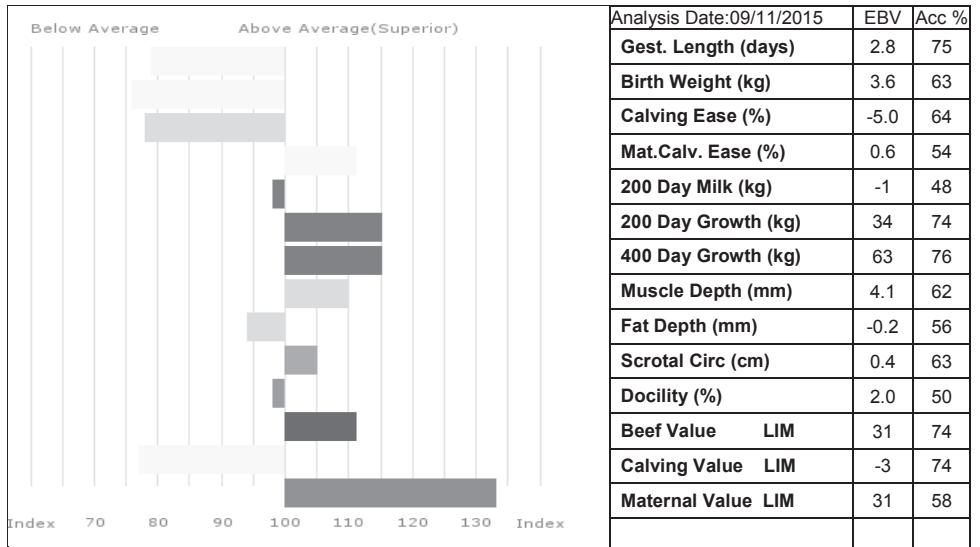 Below Average Above Average(Superior)
Index 70 80 90 100 110 120 130 Index
Analysis Date:09/11/2015 EBV Acc %
Gest. Length (days) 2.8 75
Birth Weight (kg) 3.6 63
Calving Ease (%) -5.0 64
Mat.Calv. Ease (%) 0.6 54
200 Day Milk (kg) -1 48
200 Day Growth (kg) 34 74
400 Day Growth (kg) 63 76
Muscle Depth (mm) 4.1 62
Fat Depth (mm) -0.2 56
Scrotal Circ (cm) 0.4 63
Docility (%) 2.0 50
Beef Value LIM 31 74
Calving Value LIM -3 74
Maternal Value LIM 31 58